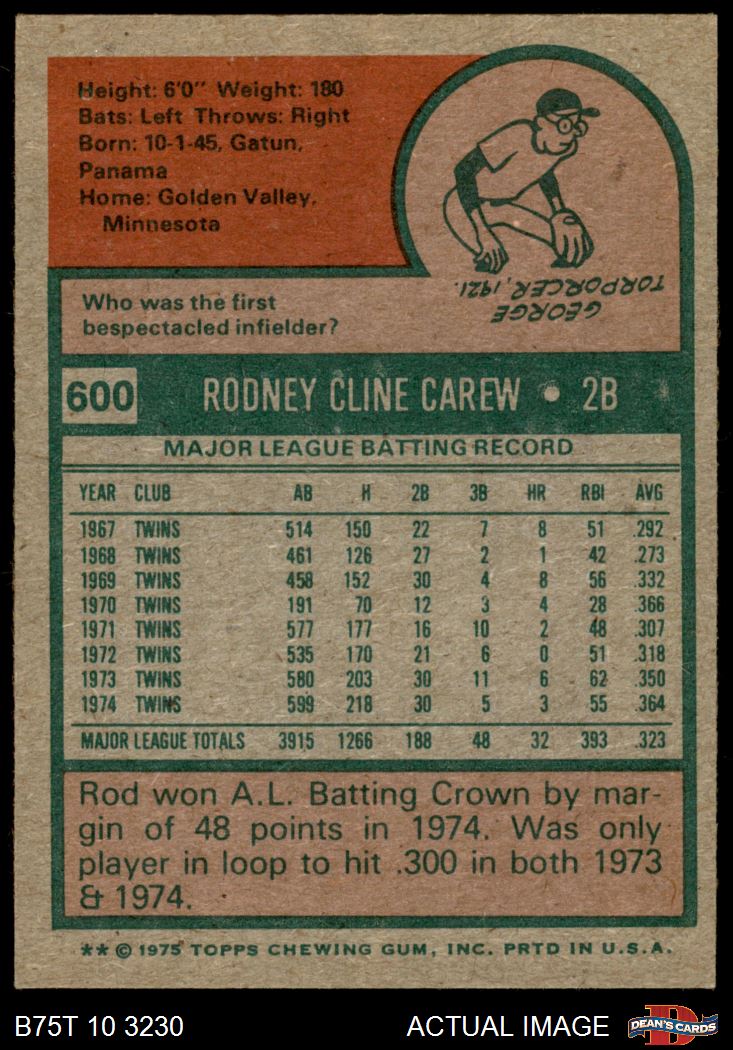 Height: 6'0" Weight: 180
Bats: Left Throws: Right
Born: 10-1-45, Gatun,
Panama
Home: Golden Valley,
Minnesota
Who was the first
bespectacled infielder?
GEORGE
TORPORCER, 1921.
600 RODNEY CLINE CAREW • 2B
MAJOR LEAGUE BATTING RECORD
YEAR CLUB AB H 2B 3B HR RBI AVG
1967 TWINS 514 150 22 7 8 51 .292
1968 TWINS 461 126 27 2 1 42 .273
1969 TWINS 458 152 30 4 8 56 .332
1970 TWINS 191 70 12 3 4 28 .366
1971 TWINS 577 177 16 10 2 48 .307
1972 TWINS 535 170 21 6 0 51 .318
1973 TWINS 580 203 30 11 6 62 .350
1974 TWINS 599 218 30 5 3 55 .364
MAJOR LEAGUE TOTALS 3915 1266 188 48 32 393 .323
Rod won A.L. Batting Crown by mar-
gin of 48 points in 1974. Was only
player in loop to hit .300 in both 1973
& 1974.
** © 1975 TOPPS CHEWING GUM, INC. PRTD IN U.S.A.
B75T 10 3230 ACTUAL IMAGE D DEAN'S CARDS